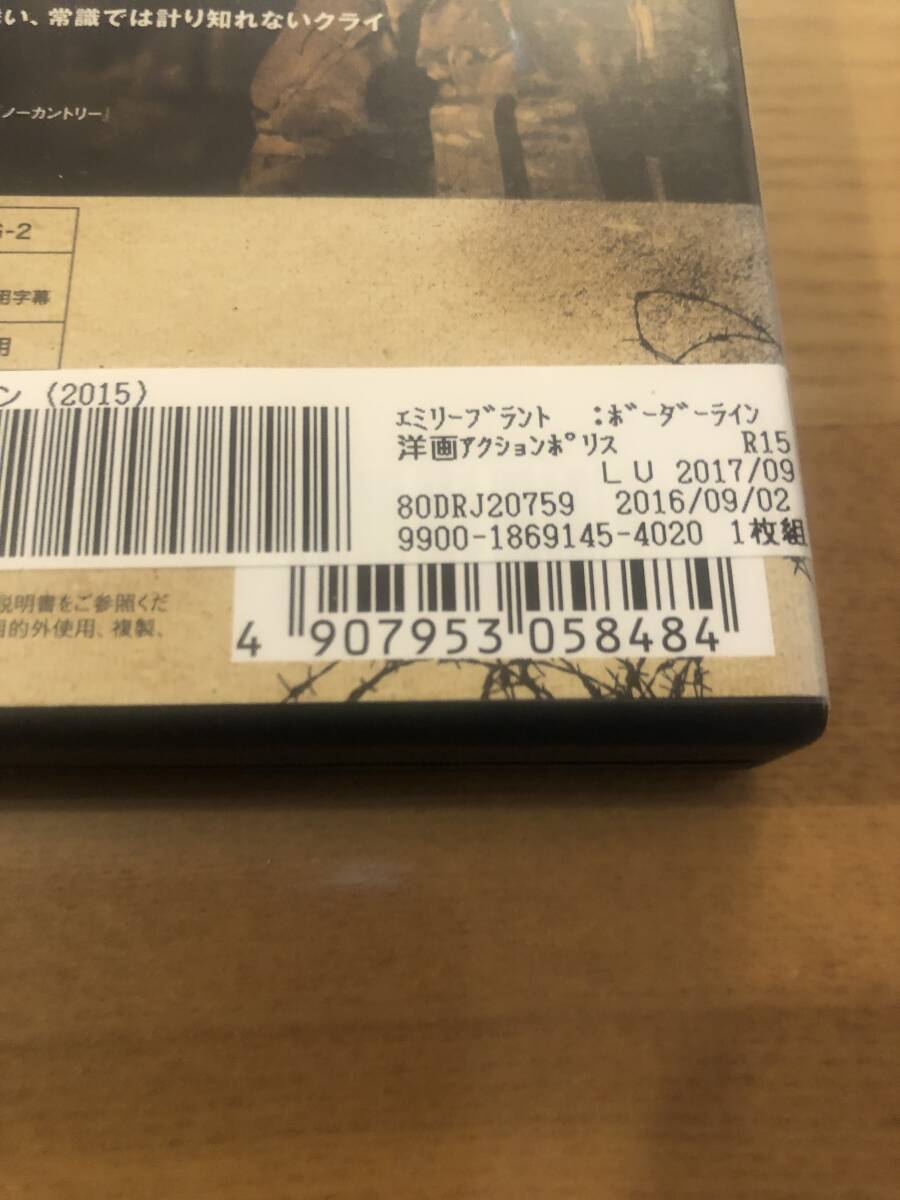 い、常識では計り知れないクライ
『ノーカントリー』
G-2
用字幕
用
ン (2015)
ｴﾐﾘｰﾌﾞﾗﾝﾄ :ﾎﾞｰﾀﾞｰﾗｲﾝ
洋画ｱｸｼｮﾝﾎﾟﾘｽ R15
LV 2017/09
80DRJ20759 2016/09/02
9900-1869145-4020 1枚組
説明書をご参照くだ
目的外使用、複製、
4 907953 058484